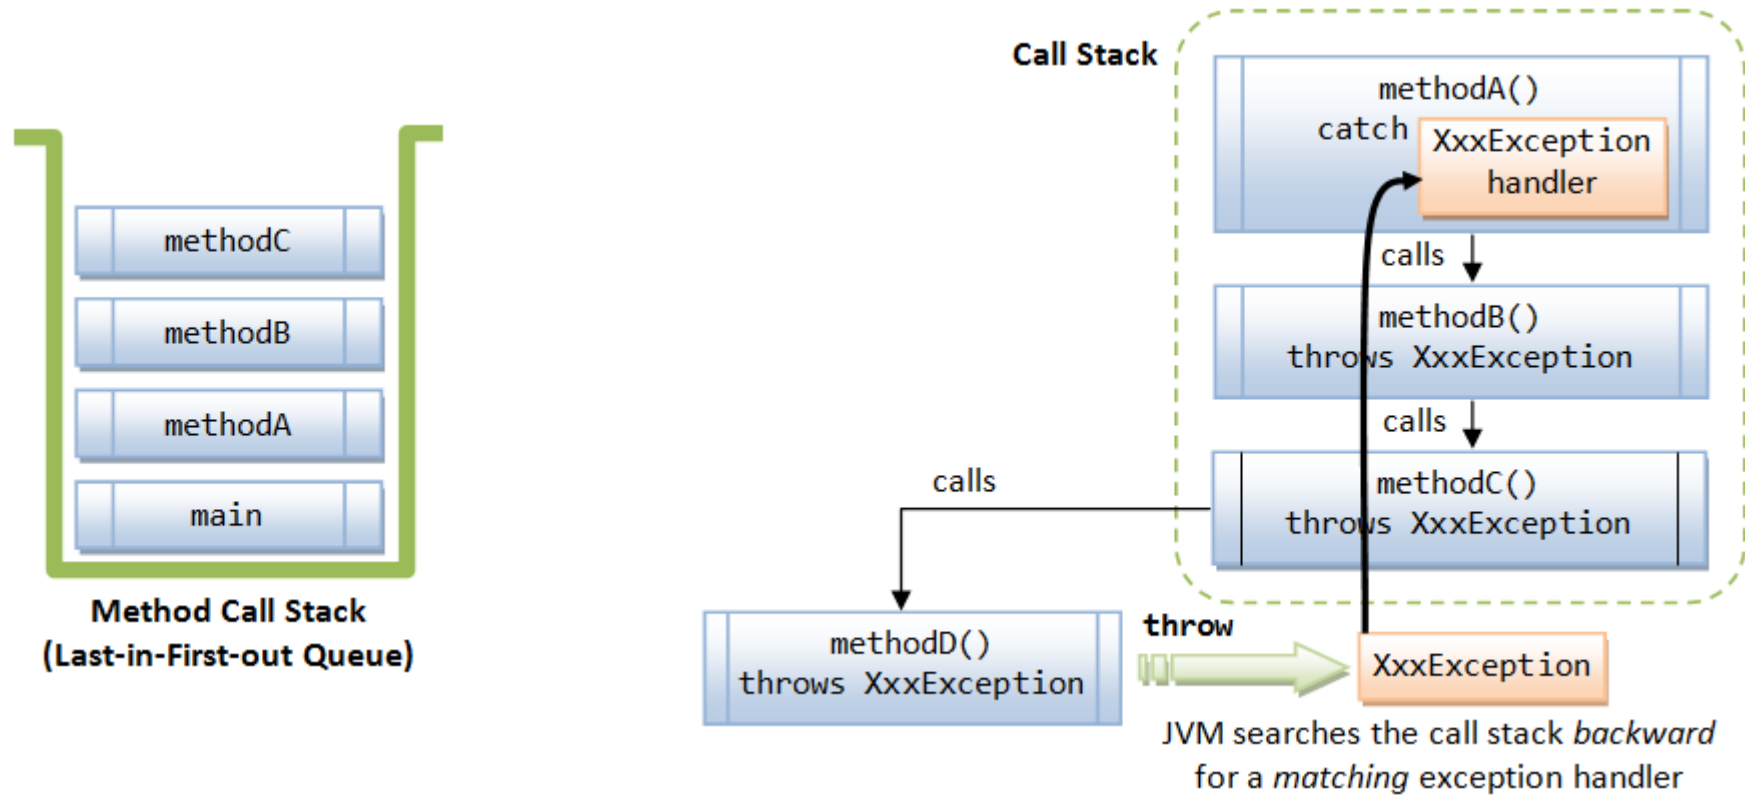 methodC
methodB
methodA
main
Method Call Stack
(Last-in-First-out Queue)
Call Stack
methodA()
catch
XxxException
handler
calls
methodB()
throws XxxException
calls
methodC()
throws XxxException
calls
methodD()
throws XxxException
throw
XxxException
JVM searches the call stack backward
for a matching exception handler